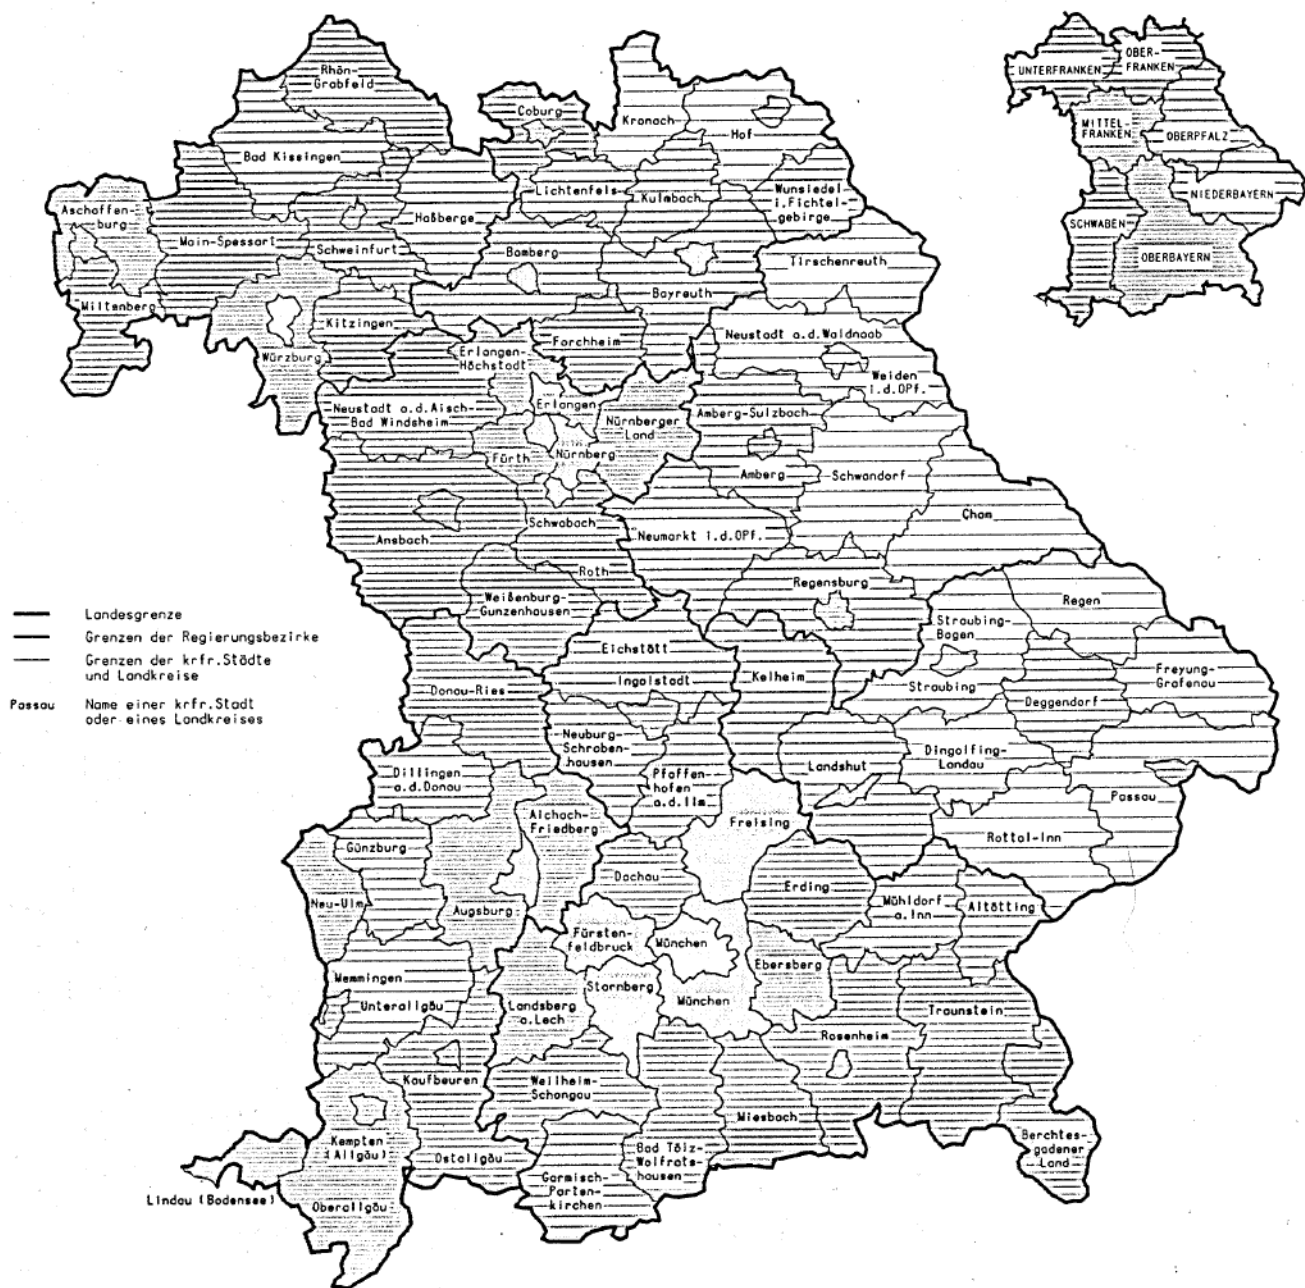 Rhön-
Grabfeld
Coburg
Kronach
Hof
Bad Kissingen
Lichtenfels
Kulmbach
Wunsiedel
i.Fichtel-
gebirge
Aschaffen-
burg
Haßberge
Main-Spessart
Schweinfurt
Bamberg
Tirschenreuth
Miltenberg
Bayreuth
Kitzingen
Würzburg
Erlangen-
Höchstadt
Forchheim
Neustadt a.d.Waldnaab
Weiden
i.d.OPf.
Neustadt a.d.Aisch-
Bad Windsheim
Erlangen
Nürnberger
Land
Amberg-Sulzbach
Fürth
Nürnberg
Amberg
Schwandorf
Cham
Ansbach
Schwabach
Neumarkt i.d.OPf.
Roth
Regensburg
Weißenburg-
Gunzenhausen
Regen
Straubing-
Bogen
Eichstätt
Ingolstadt
Kelheim
Straubing
Freyung-
Grafenau
Donau-Ries
Deggendorf
Neuburg-
Schroben-
hausen
Dingolfing-
Landau
Dillingen
a.d.Donau
Pfaffen-
hofen
a.d.Ilm
Landshut
Passau
Aichach-
Friedberg
Freising
Rottal-Inn
Günzburg
Dachau
Erding
Mühldorf
a.Inn
Altötting
Neu-Ulm
Augsburg
Fürsten-
feldbruck
München
Ebersberg
Memmingen
Unterallgäu
Landsberg
a.Lech
Starnberg
München
Traunstein
Rosenheim
Kaufbeuren
Weilheim-
Schongau
Miesbach
Kempten
(Allgäu)
Ostallgäu
Bad Tölz-
Wolfrats-
hausen
Berchtes-
gadener
Land
Garmisch-
Parten-
kirchen
Lindau (Bodensee)
Oberallgäu
UNTERFRANKEN
OBER-
FRANKEN
MITTEL-
FRANKEN
OBERPFALZ
NIEDERBAYERN
SCHWABEN
OBERBAYERN
Landesgrenze
Grenzen der Regierungsbezirke
Grenzen der krfr.Städte
und Landkreise
Passau Name einer krfr.Stadt
oder eines Landkreises